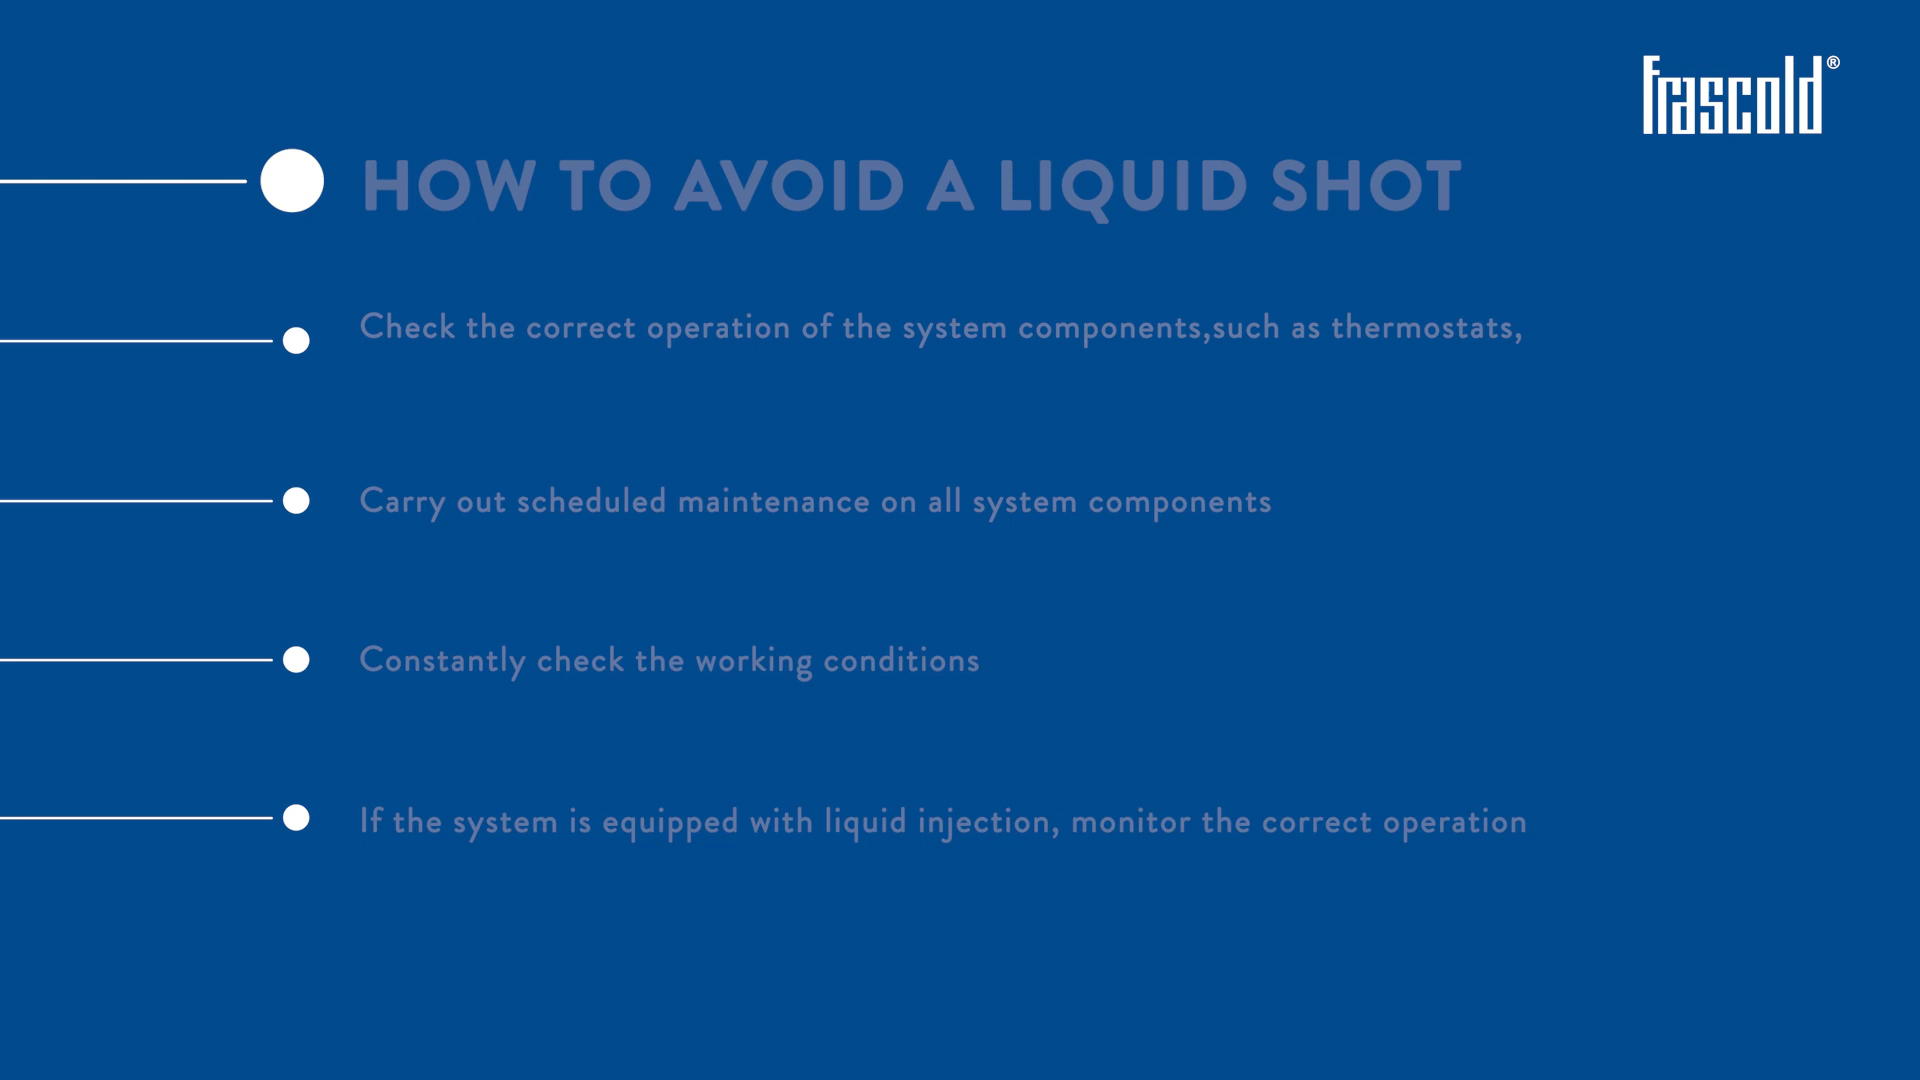 frascold®
HOW TO AVOID A LIQUID SHOT
Check the correct operation of the system components,such as thermostats,
Carry out scheduled maintenance on all system components
Constantly check the working conditions
If the system is equipped with liquid injection, monitor the correct operation